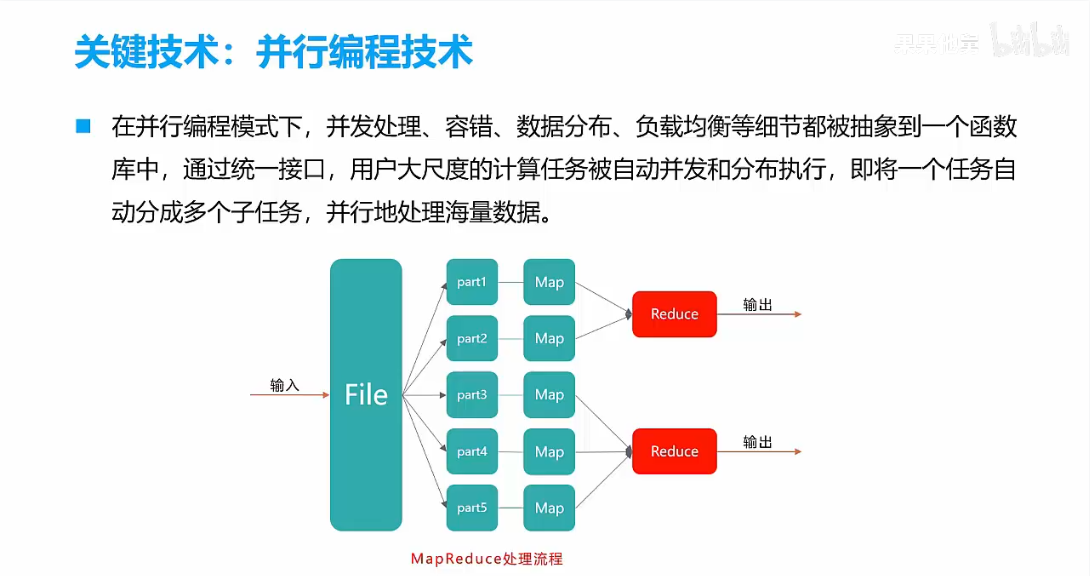 关键技术：并行编程技术
bilibili
在并行编程模式下，并发处理、容错、数据分布、负载均衡等细节都被抽象到一个函数
库中，通过统一接口，用户大尺度的计算任务被自动并发和分布执行，即将一个任务自
动分成多个子任务，并行地处理海量数据。
输入
File
part1
Map
part2
Map
part3
Map
part4
Map
part5
Map
Reduce
输出
Reduce
输出
MapReduce处理流程